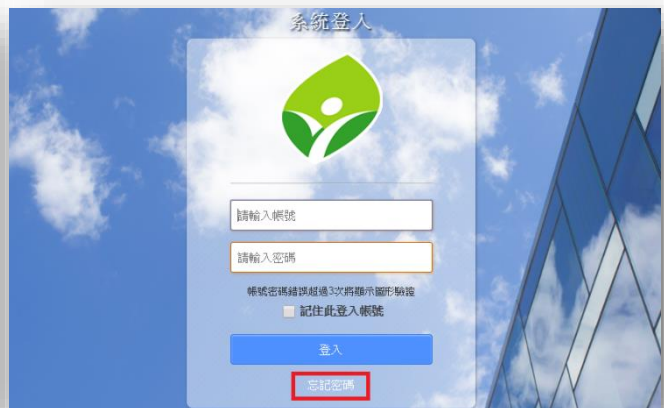 系統登入
請輸入帳號
請輸入密碼
帳號密碼錯誤超過3次將顯示圖形驗證
記住此登入帳號
登入
忘記密碼